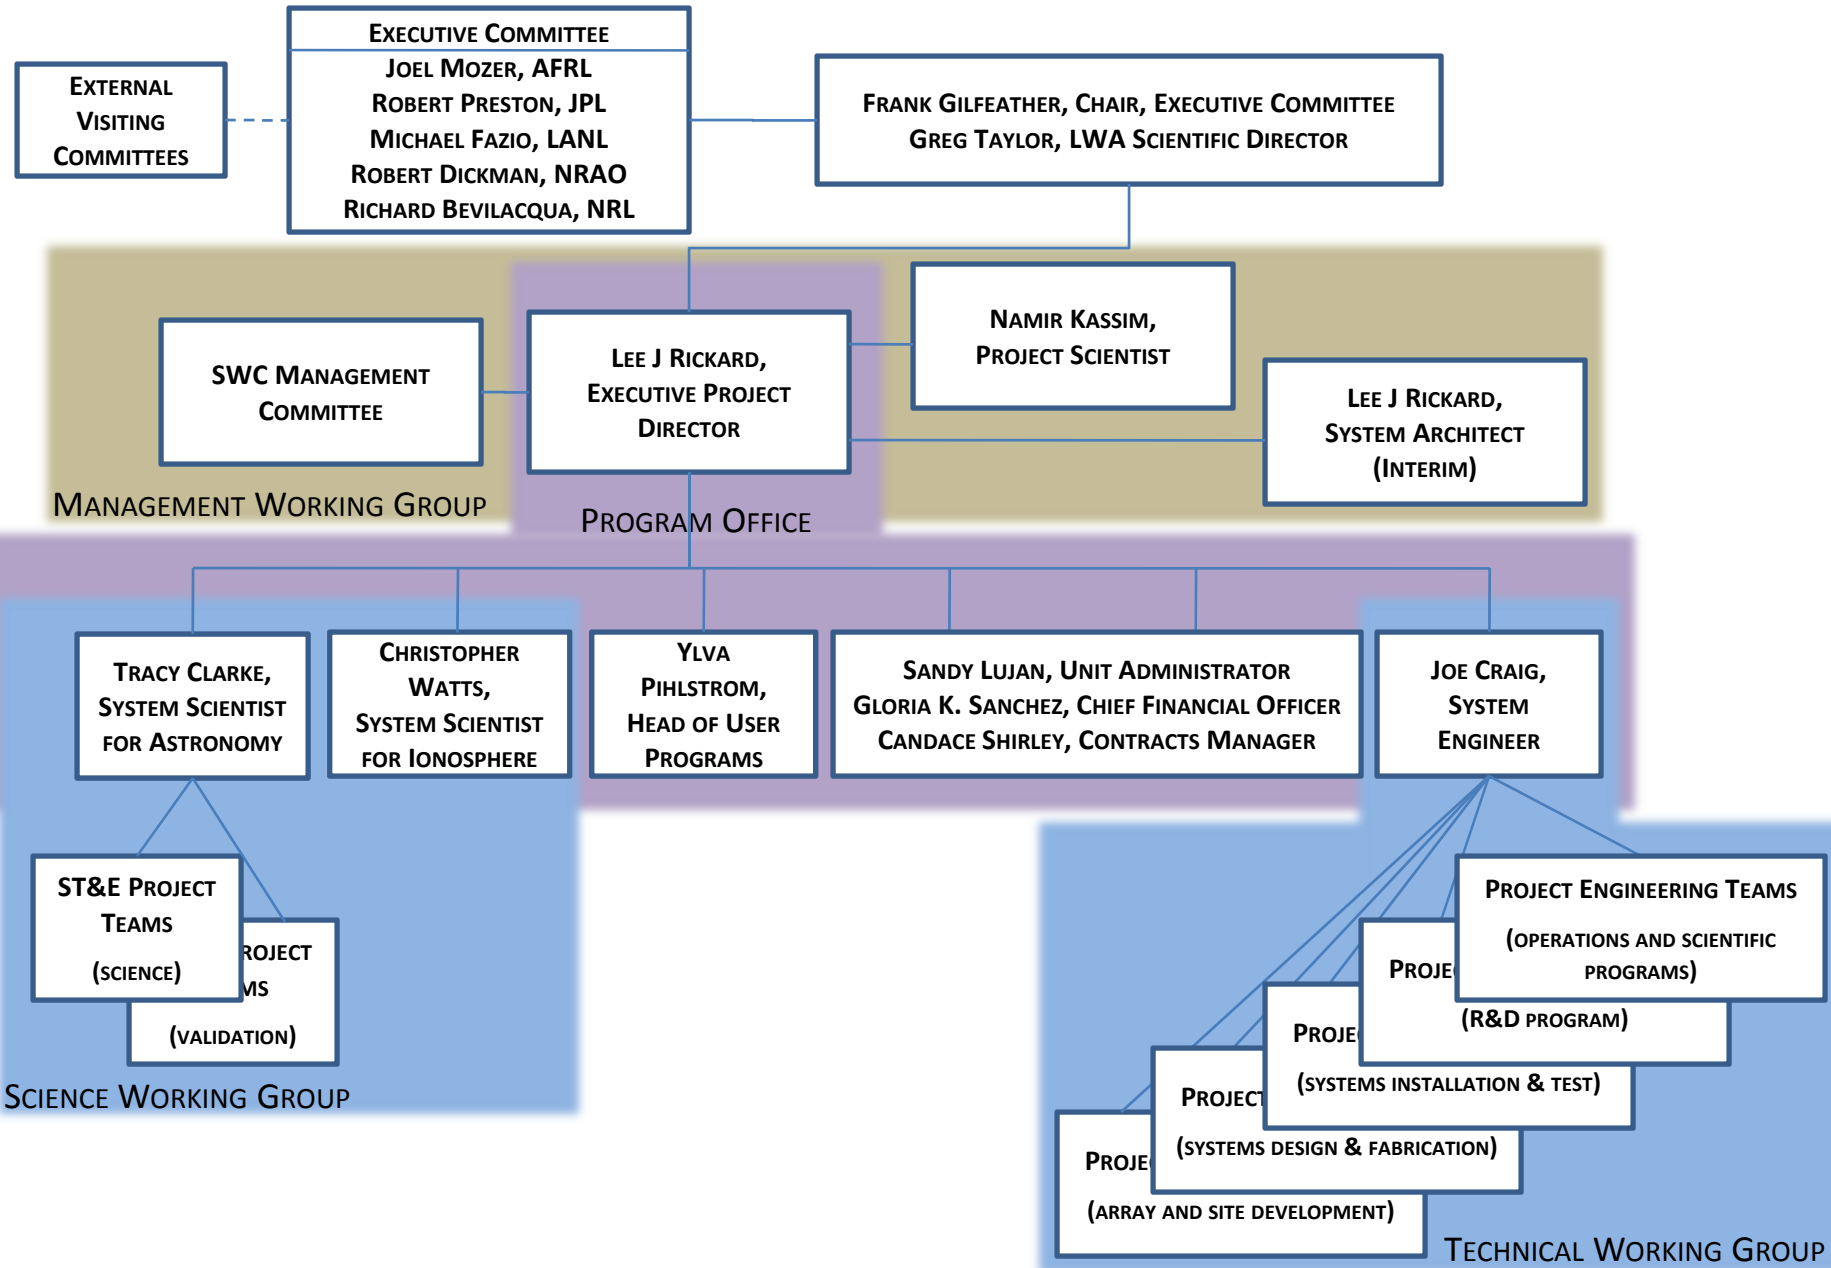 Executive Committee
Joel Mozer, AFRL
Robert Preston, JPL
Michael Fazio, LANL
Robert Dickman, NRAO
Richard Bevilacqua, NRL
External
Visiting
Committees
Frank Gilfeather, Chair, Executive Committee
Greg Taylor, LWA Scientific Director
Namir Kassim,
Project Scientist
SWC Management
Committee
Lee J Rickard,
Executive Project
Director
Lee J Rickard,
System Architect
(Interim)
Management Working Group
Program Office
Tracy Clarke,
System Scientist
for Astronomy
Christopher
Watts,
System Scientist
for Ionosphere
Ylva
Pihlstrom,
Head of User
Programs
Sandy Lujan, Unit Administrator
Gloria K. Sanchez, Chief Financial Officer
Candace Shirley, Contracts Manager
Joe Craig,
System
Engineer
ST&E Project
Teams
(science)
(validation)
Science Working Group
Project Engineering Teams
(operations and scientific
programs)
(R&D program)
(systems installation & test)
Project
(systems design & fabrication)
(array and site development)
Technical Working Group